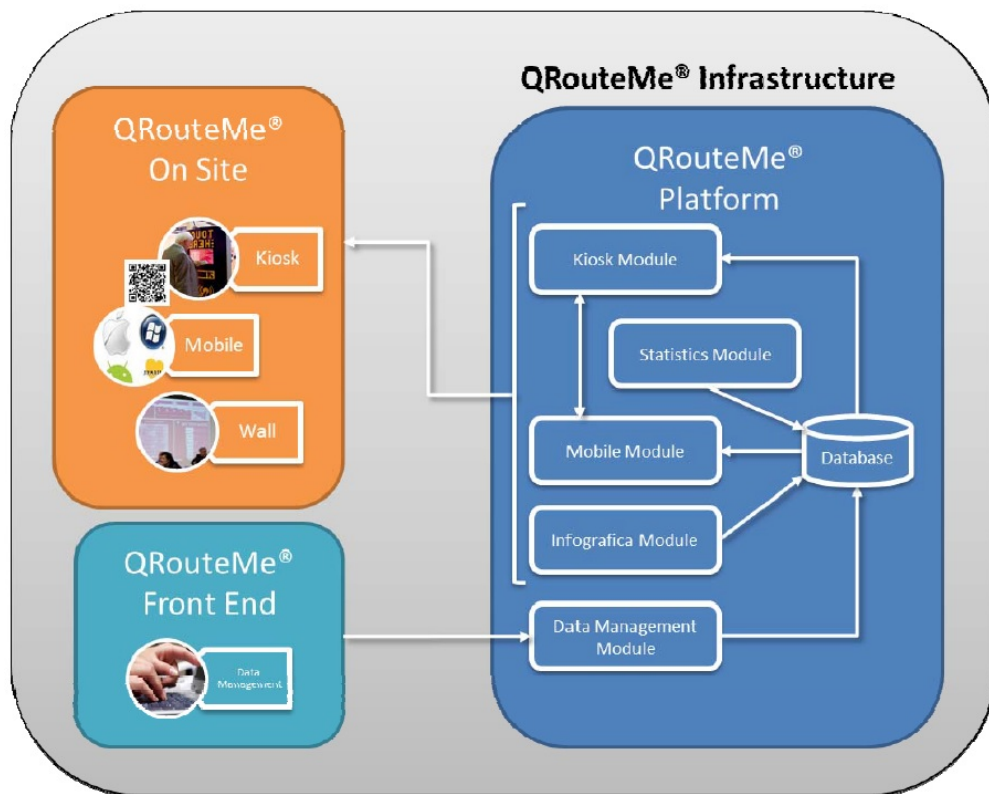 QRouteMe® Infrastructure
QRouteMe®
On Site
Kiosk
Mobile
Wall
QRouteMe®
Front End
Data
Management
QRouteMe®
Platform
Kiosk Module
Statistics Module
Mobile Module
Database
Infografica Module
Data Management
Module